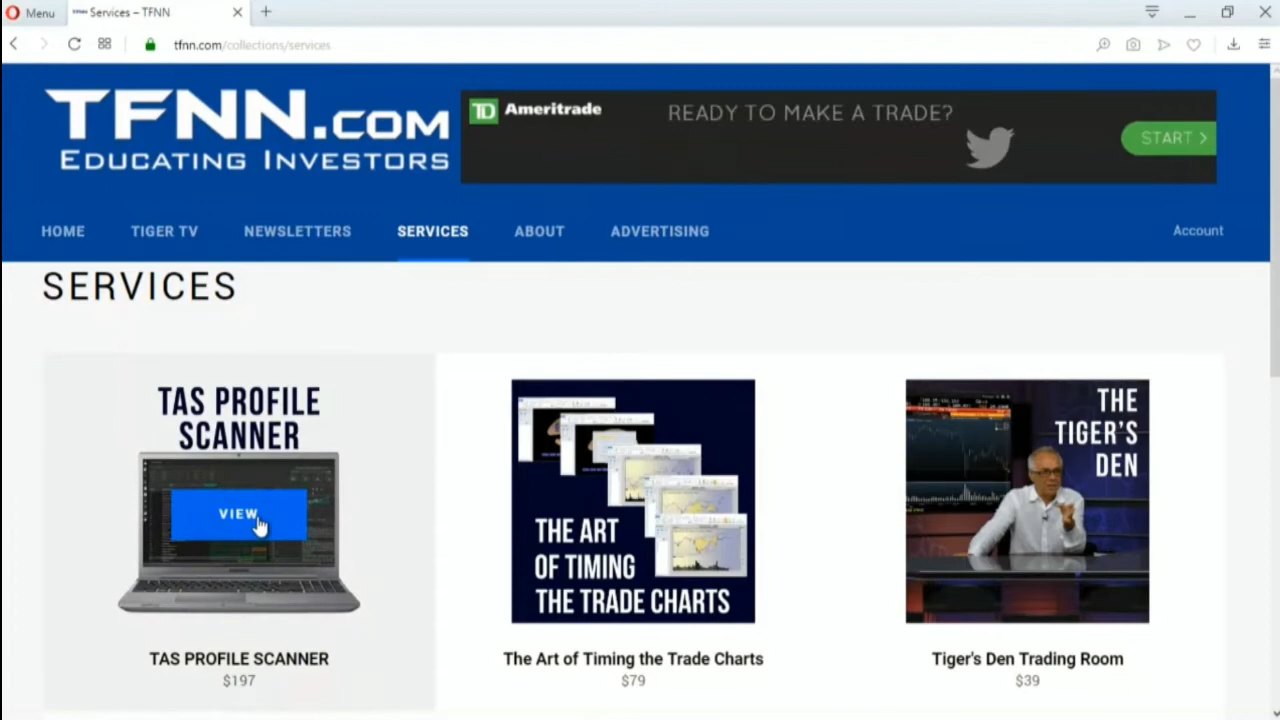 Menu
Services – TFNN
tfnn.com/collections/services
TFNN.COM
EDUCATING INVESTORS
TD Ameritrade
READY TO MAKE A TRADE?
START >
HOME
TIGER TV
NEWSLETTERS
SERVICES
ABOUT
ADVERTISING
Account
SERVICES
TAS PROFILE
SCANNER
VIEW
TAS PROFILE SCANNER
$197
THE ART
OF TIMING
THE TRADE CHARTS
The Art of Timing the Trade Charts
$79
THE
TIGER'S
DEN
Tiger's Den Trading Room
$39